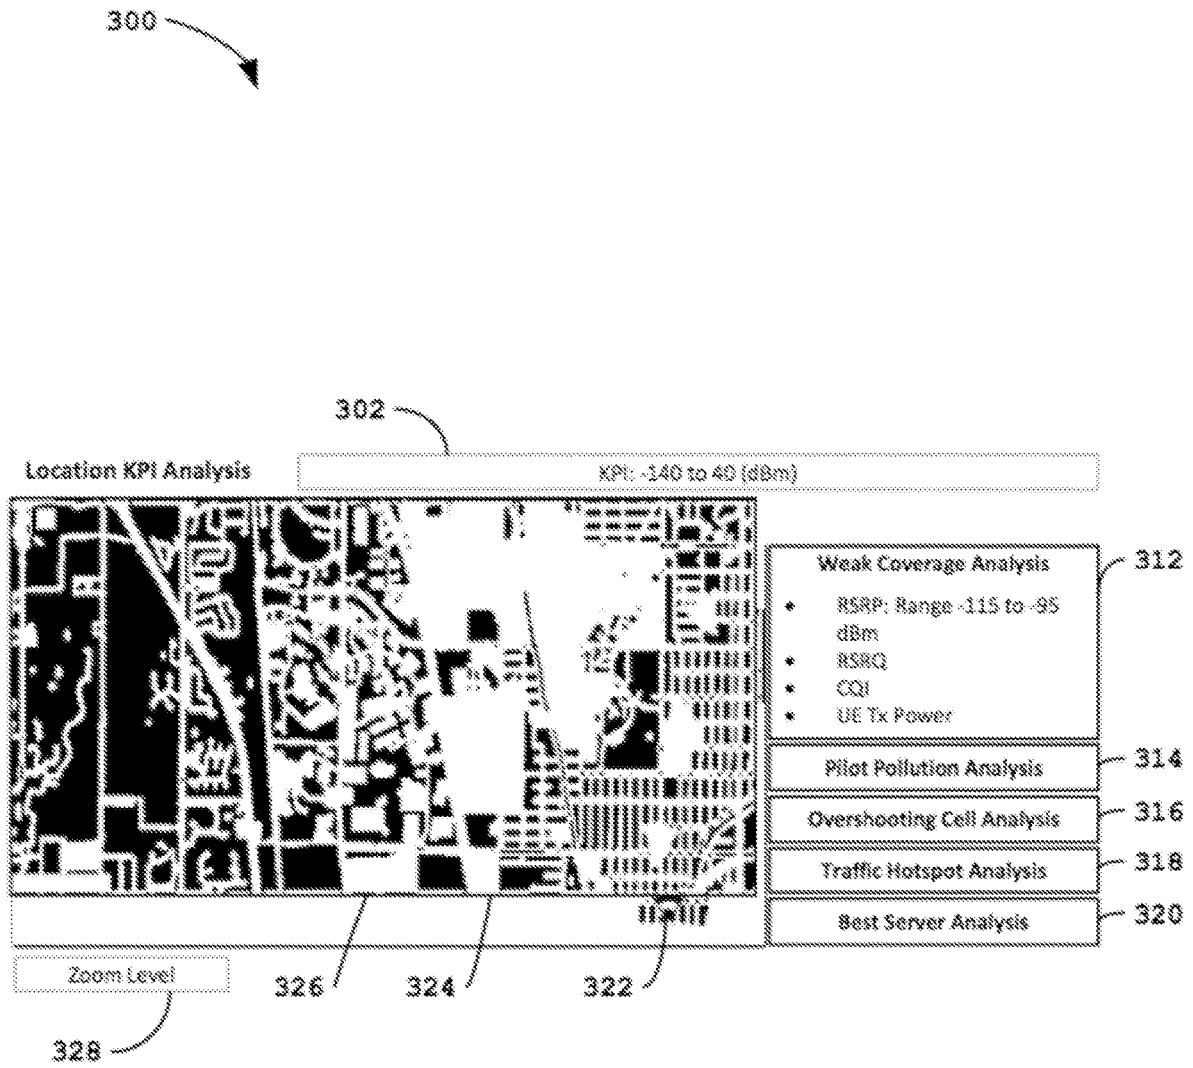 300
302
Location KPI Analysis
KPI: -140 to 40 (dBm)
Weak Coverage Analysis
312
• RSRP: Range -115 to -95
dBm
• RSRQ
• CQI
• UE Tx Power
Pilot Pollution Analysis
314
Overshooting Cell Analysis
316
Traffic Hotspot Analysis
318
Best Server Analysis
320
Zoom Level
326
324
322
328